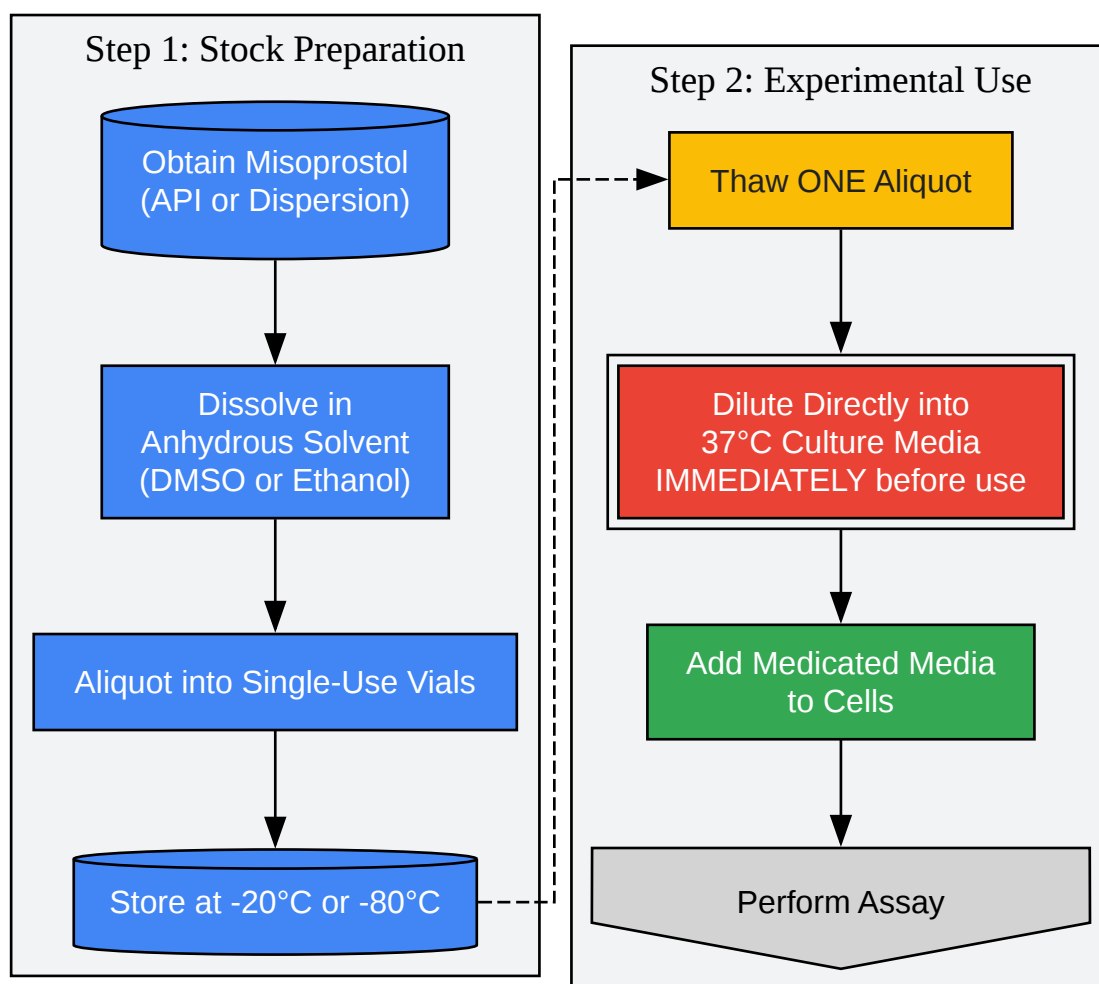 Step 1: Stock Preparation
Obtain Misoprostol
(API or Dispersion)
Dissolve in
Anhydrous Solvent
(DMSO or Ethanol)
Aliquot into Single-Use Vials
Store at -20°C or -80°C
Step 2: Experimental Use
Thaw ONE Aliquot
Dilute Directly into
37°C Culture Media
IMMEDIATELY before use
Add Medicated Media
to Cells
Perform Assay